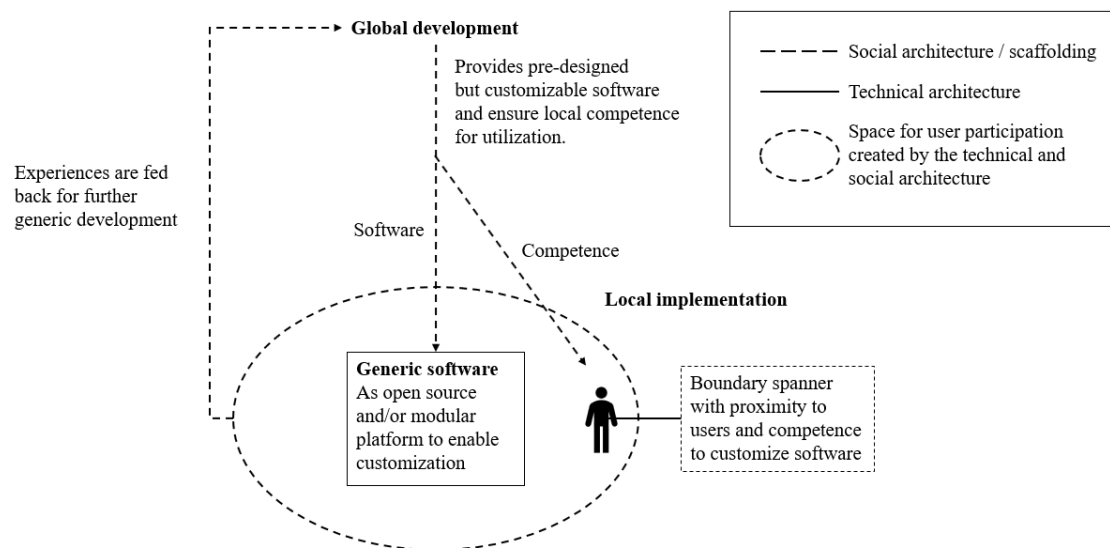 Global development
Provides pre-designed
but customizable software
and ensure local competence
for utilization.
Social architecture / scaffolding
Technical architecture
Space for user participation
created by the technical and
social architecture
Experiences are fed
back for further
generic development
Software
Competence
Local implementation
Generic software
As open source
and/or modular
platform to enable
customization
Boundary spanner
with proximity to
users and competence
to customize software